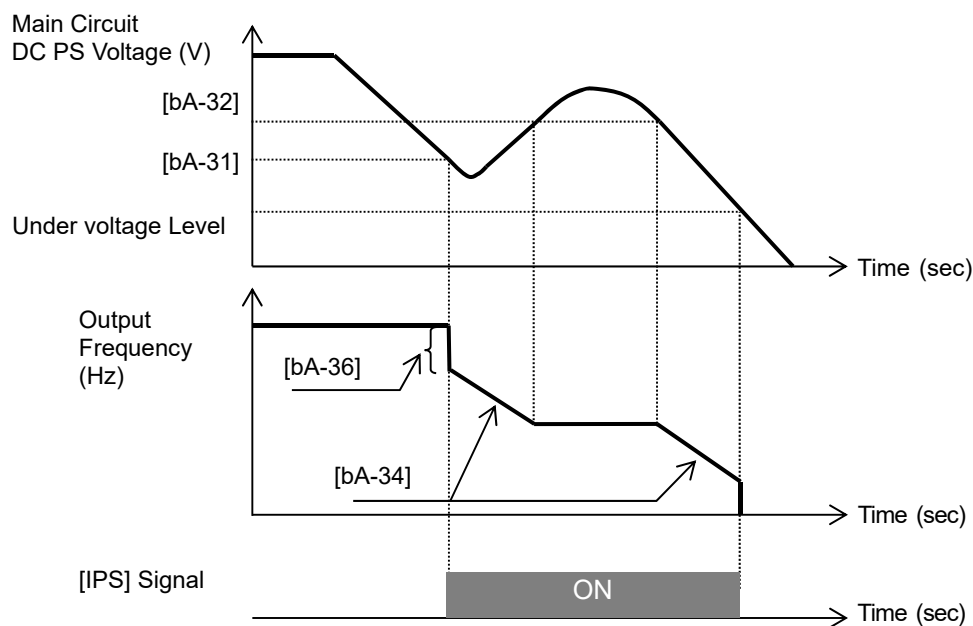 Main Circuit
DC PS Voltage (V)
[bA-32]
[bA-31]
Under voltage Level
Time (sec)
Output
Frequency
(Hz)
[bA-36]
[bA-34]
Time (sec)
[IPS] Signal
ON
Time (sec)